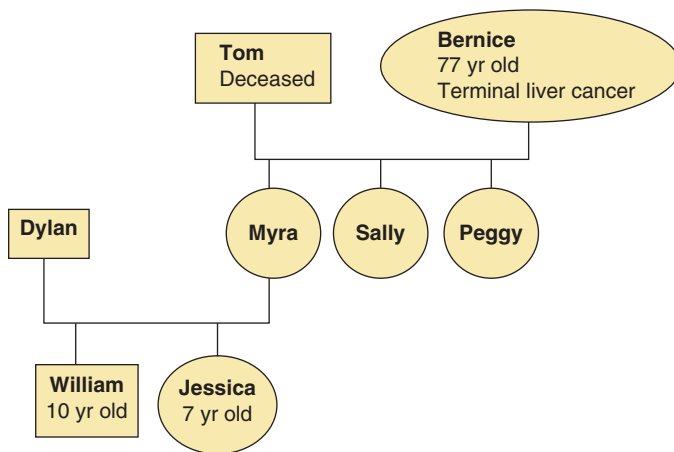 Tom
Deceased
Bernice
77 yr old
Terminal liver cancer
Dylan
Myra
Sally
Peggy
William
10 yr old
Jessica
7 yr old